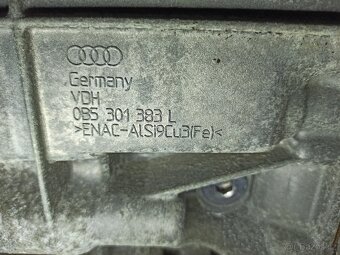 Germany
VDH
0B5 301 383 L
>ENAC-AlSi9Cu3(Fe)<